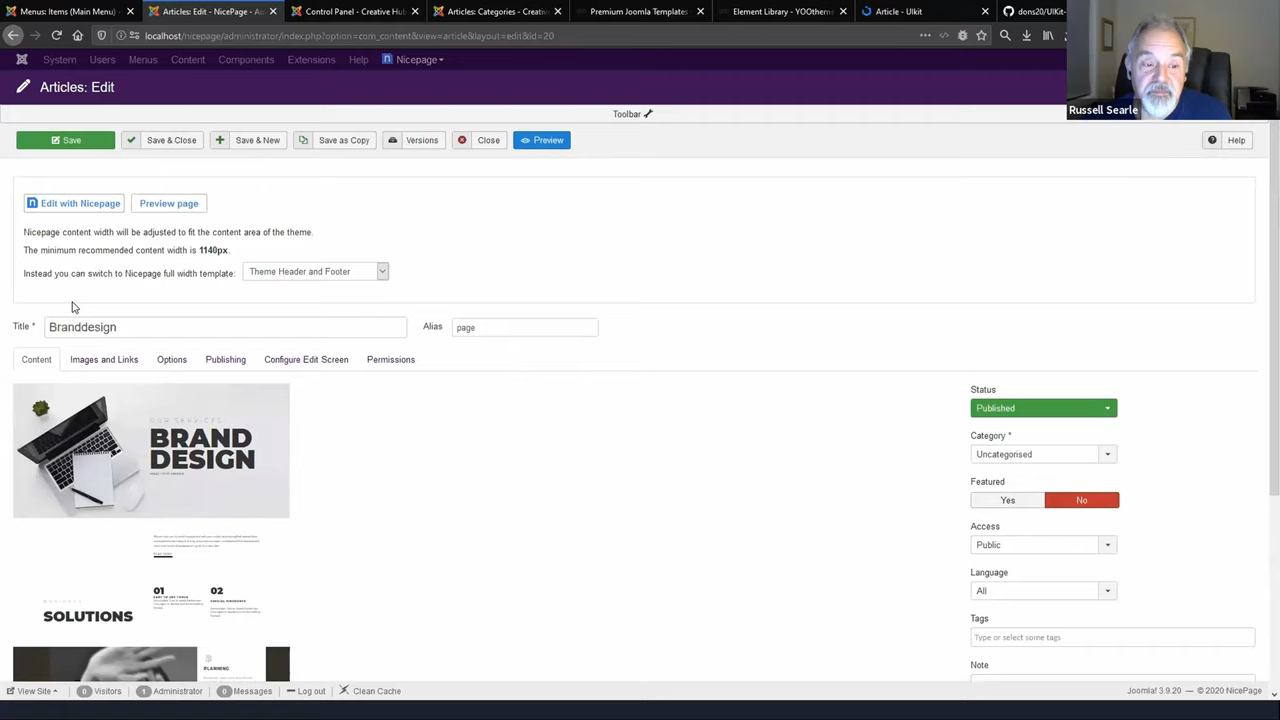 Menus: Items (Main Menu) -
Articles: Edit - NicePage - Ad
Control Panel - Creative Hub
Articles: Categories - Creativ
Premium Joomla Templates
Element Library - YOOtheme
Article - UIkit
dons20/UIKit-
localhost/nicepage/administrator/index.php?option=com_content&view=article&layout=edit&id=20
System Users Menus Content Components Extensions Help Nicepage
Articles: Edit
Russell Searle
Toolbar
Save Save & Close Save & New Save as Copy Versions Close Preview Help
Edit with Nicepage Preview page
Nicepage content width will be adjusted to fit the content area of the theme.
The minimum recommended content width is 1140px.
Instead you can switch to Nicepage full width template: Theme Header and Footer
Title * Branddesign Alias page
Content Images and Links Options Publishing Configure Edit Screen Permissions
OUR SERVICES
BRAND
DESIGN
01 02
SOLUTIONS
PLANNING
Status
Published
Category *
Uncategorised
Featured
Yes No
Access
Public
Language
All
Tags
Type or select some tags
Note
View Site 0 Visitors 1 Administrator 0 Messages Log out Clean Cache Joomla! 3.9.20 — © 2020 NicePage